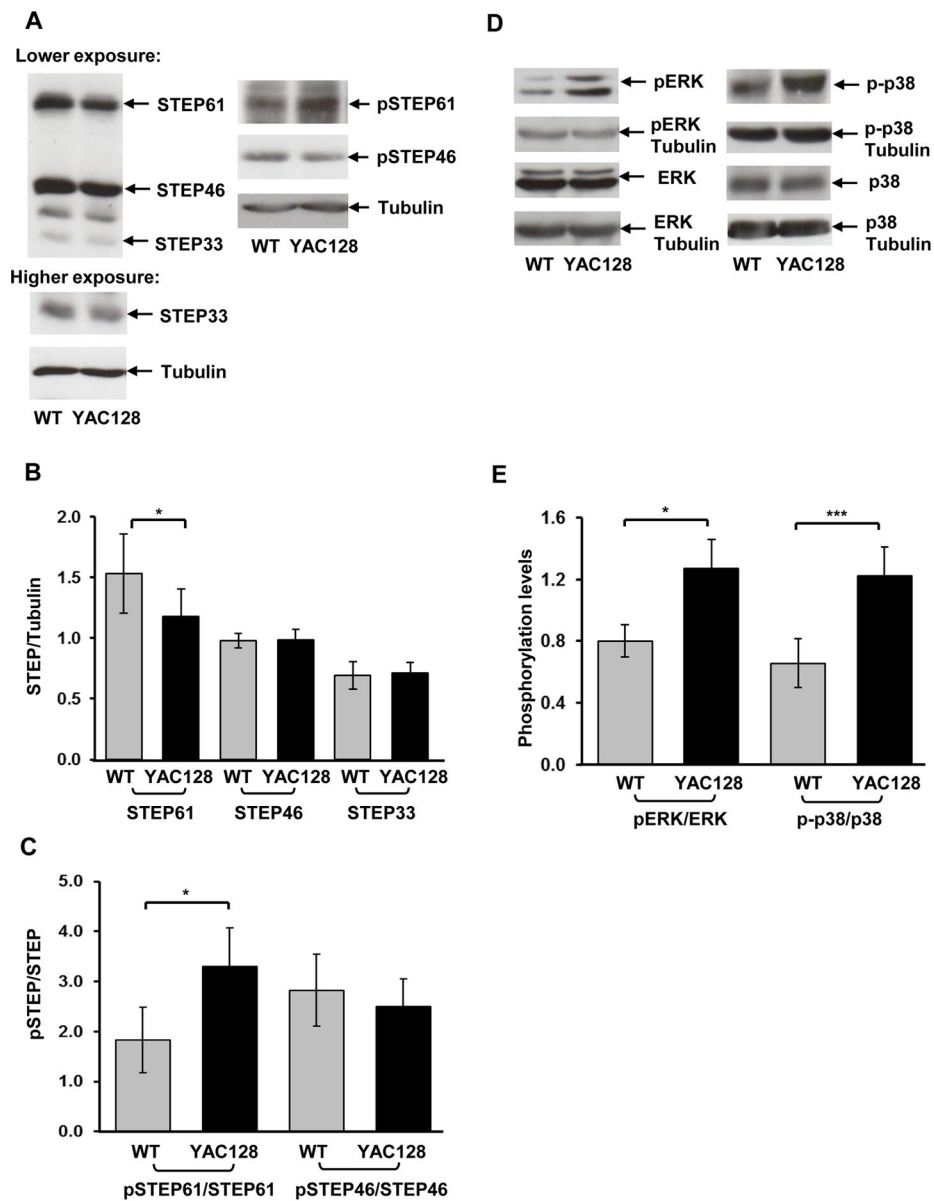 A
Lower exposure:
STEP61
STEP46
STEP33
Higher exposure:
STEP33
Tubulin
WT YAC128
pSTEP61
pSTEP46
Tubulin
WT YAC128
D
pERK
pERK
Tubulin
ERK
ERK
Tubulin
WT YAC128
p-p38
p-p38
Tubulin
p38
p38
Tubulin
WT YAC128
B
STEP/Tubulin
2.0
1.5
1.0
0.5
0.0
*
WT YAC128 WT YAC128 WT YAC128
STEP61 STEP46 STEP33
E
Phosphorylation levels
1.6
1.2
0.8
0.4
0.0
* ***
WT YAC128 WT YAC128
pERK/ERK p-p38/p38
C
pSTEP/STEP
5.0
4.0
3.0
2.0
1.0
0.0
*
WT YAC128 WT YAC128
pSTEP61/STEP61 pSTEP46/STEP46